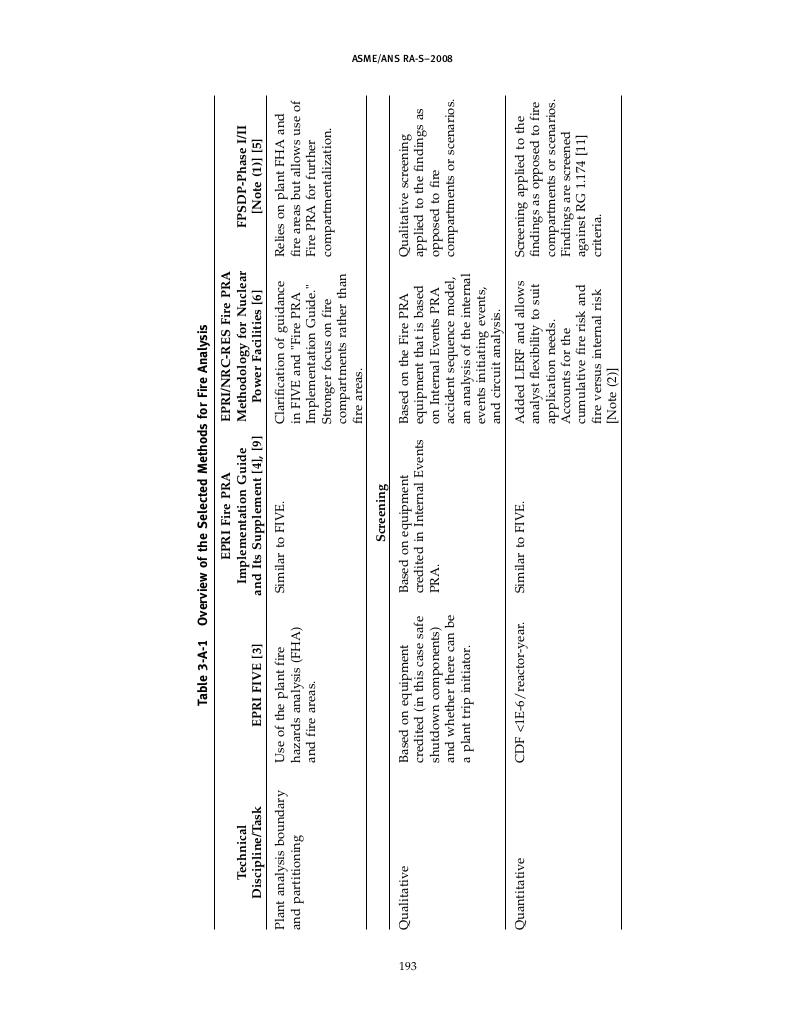 ASME/ANS RA-S–2008
Table 3-A-1 Overview of the Selected Methods for Fire Analysis
Technical
Discipline/Task
EPRI FIVE [3]
EPRI Fire PRA
Implementation Guide
and Its Supplement [4], [9]
EPRI/NRC-RES Fire PRA
Methodology for Nuclear
Power Facilities [6]
FPSDP-Phase I/II
[Note (1)] [5]
Plant analysis boundary
and partitioning
Use of the plant fire
hazards analysis (FHA)
and fire areas.
Similar to FIVE.
Clarification of guidance
in FIVE and "Fire PRA
Implementation Guide."
Stronger focus on fire
compartments rather than
fire areas.
Relies on plant FHA and
fire areas but allows use of
Fire PRA for further
compartmentalization.
Screening
Qualitative
Based on equipment
credited (in this case safe
shutdown components)
and whether there can be
a plant trip initiator.
Based on equipment
credited in Internal Events
PRA.
Based on the Fire PRA
equipment that is based
on Internal Events PRA
accident sequence model,
an analysis of the internal
events initiating events,
and circuit analysis.
Qualitative screening
applied to the findings as
opposed to fire
compartments or scenarios.
Quantitative
CDF <1E-6/reactor-year.
Similar to FIVE.
Added LERF and allows
analyst flexibility to suit
application needs.
Accounts for the
cumulative fire risk and
fire versus internal risk
[Note (2)]
Screening applied to the
findings as opposed to fire
compartments or scenarios.
Findings are screened
against RG 1.174 [11]
criteria.
193